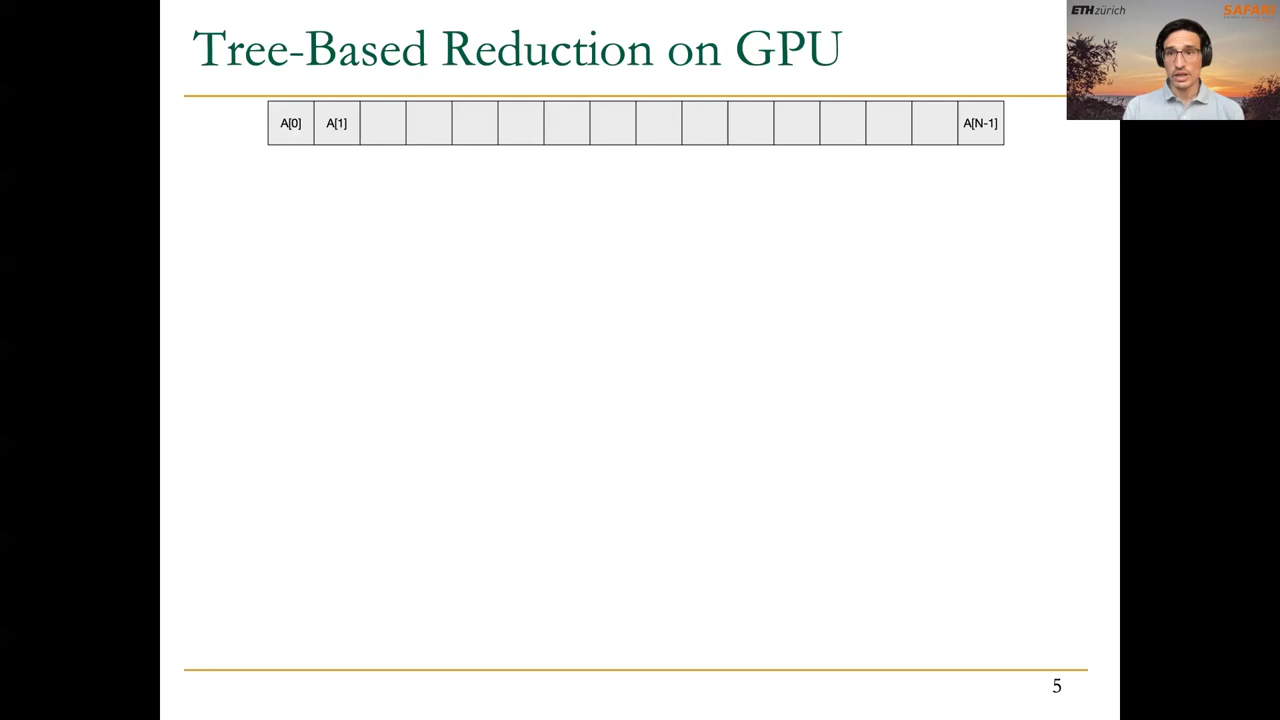 Tree-Based Reduction on GPU
ETH zürich
SAFARI
A[0] A[1] A[N-1]
5